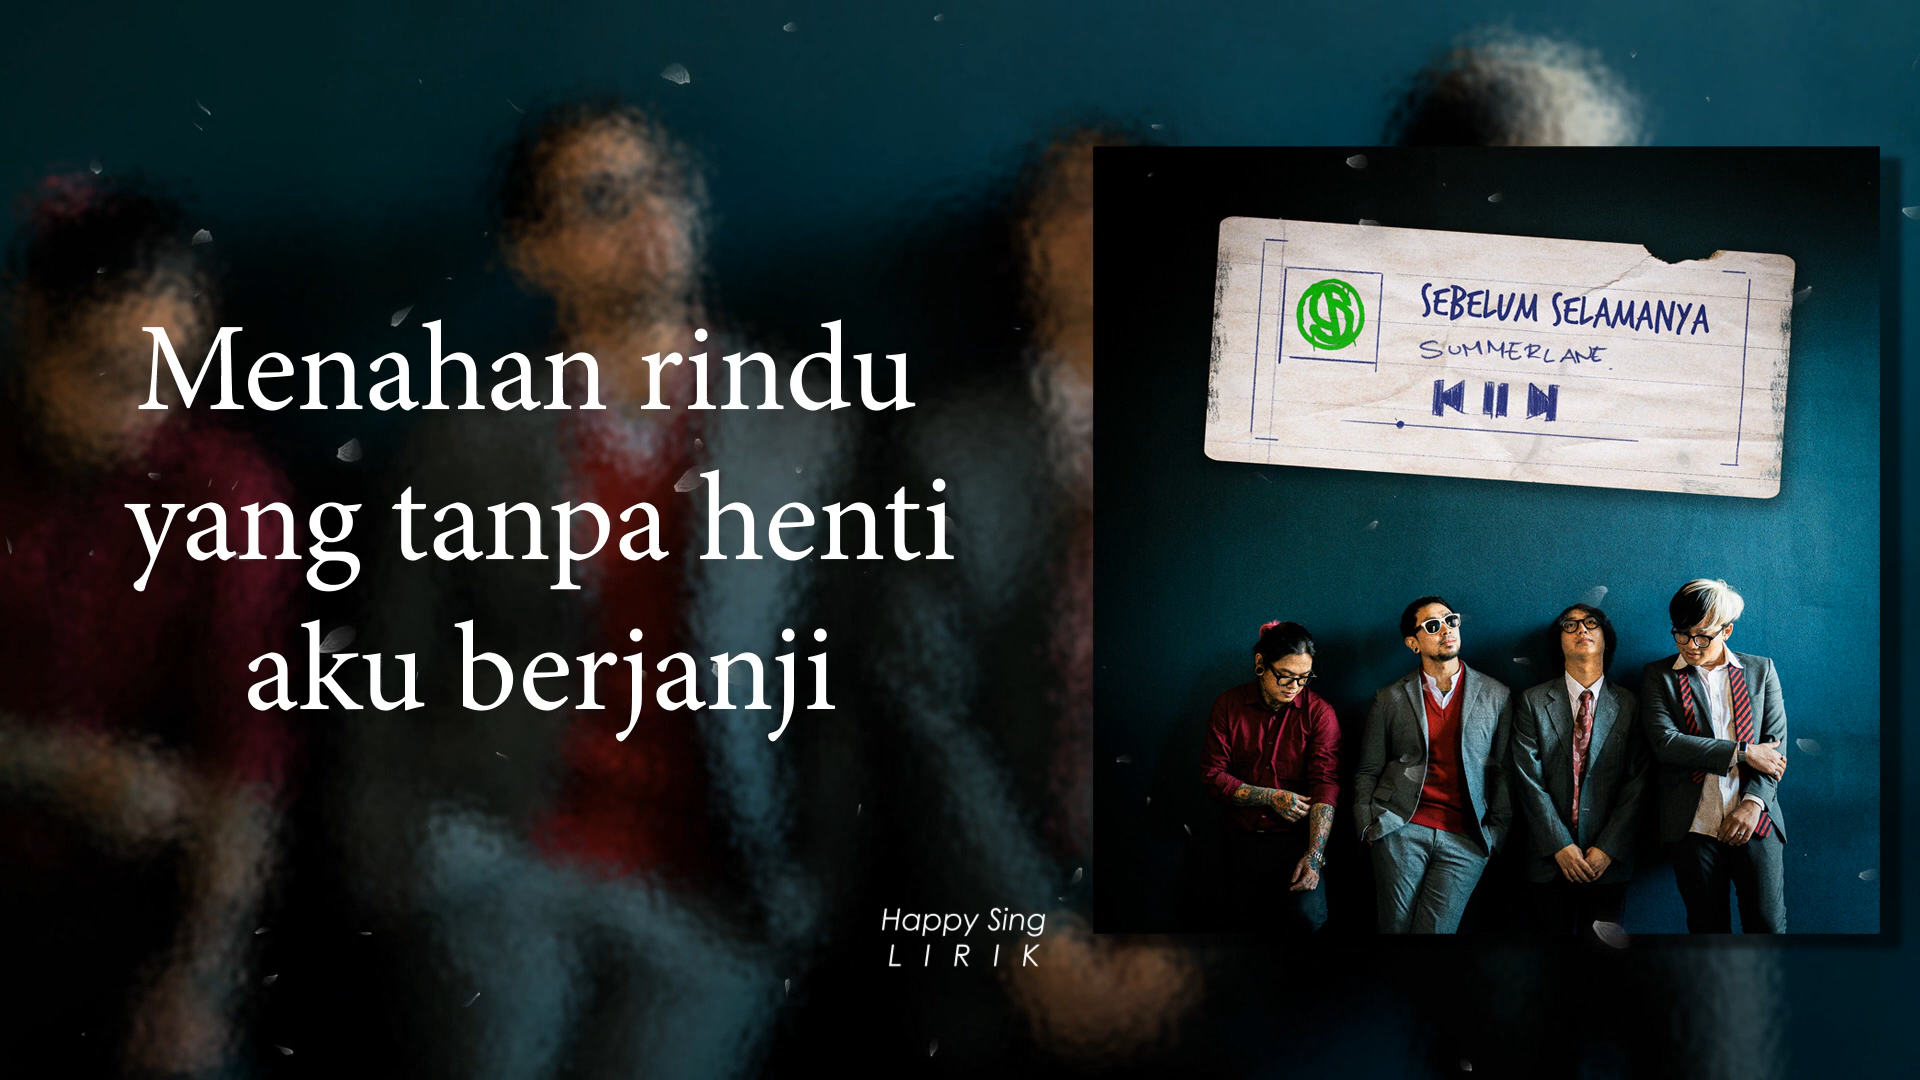 Menahan rindu
yang tanpa henti
aku berjanji
SEBELUM SELAMANYA
SUMMERLANE.
Happy Sing
LIRIK